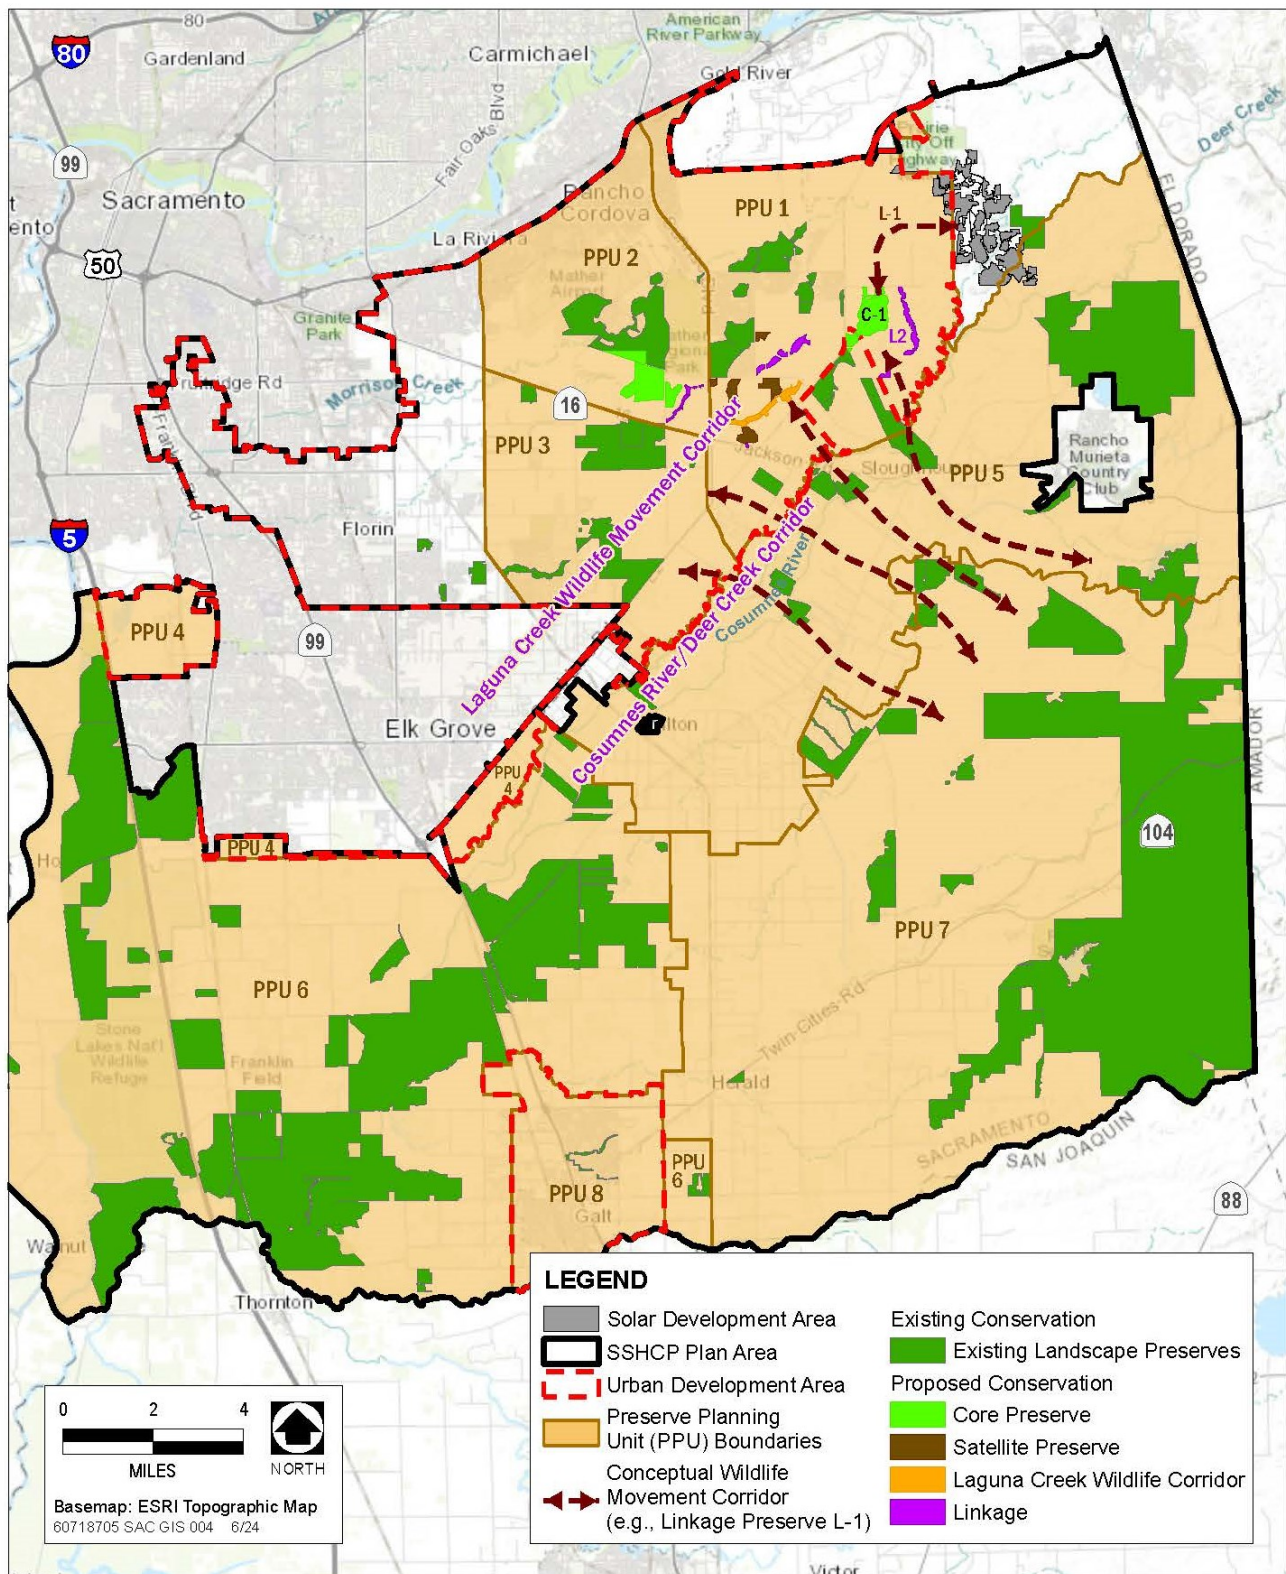 80
80
Gardenland
Carmichael
American
River Parkway
Gold River
Fair Oaks Blvd
99
Sacramento
Rancho
Cordova
La Riviera
50
Granite
Park
Morrison Creek
Fruitridge Rd
Deer Creek
EL DORADO
PPU 1
L-1
PPU 2
Mather
Airport
C-1
L2
16
PPU 3
Jackson Rd
PPU 5
Rancho
Murieta
Country
Club
Florin
5
PPU 4
99
Laguna Creek Wildlife Movement Corridor
Cosumnes River/Deer Creek Corridor
Cosumnes River
Elk Grove
PPU
4
PPU 4
AMADOR
104
PPU 7
PPU 6
Stone
Lakes Nat'l
Wildlife
Refuge
Franklin
Field
Twin-Cities-Rd
Herald
SACRAMENTO
SAN JOAQUIN
PPU
6
PPU 8
Galt
88
Walnut
Thornton
LEGEND
Solar Development Area
SSHCP Plan Area
Urban Development Area
Preserve Planning
Unit (PPU) Boundaries
Conceptual Wildlife
Movement Corridor
(e.g., Linkage Preserve L-1)
Existing Conservation
Existing Landscape Preserves
Proposed Conservation
Core Preserve
Satellite Preserve
Laguna Creek Wildlife Corridor
Linkage
0 2 4
MILES
NORTH
Basemap: ESRI Topographic Map
60718705 SAC GIS 004 6/24
Victor